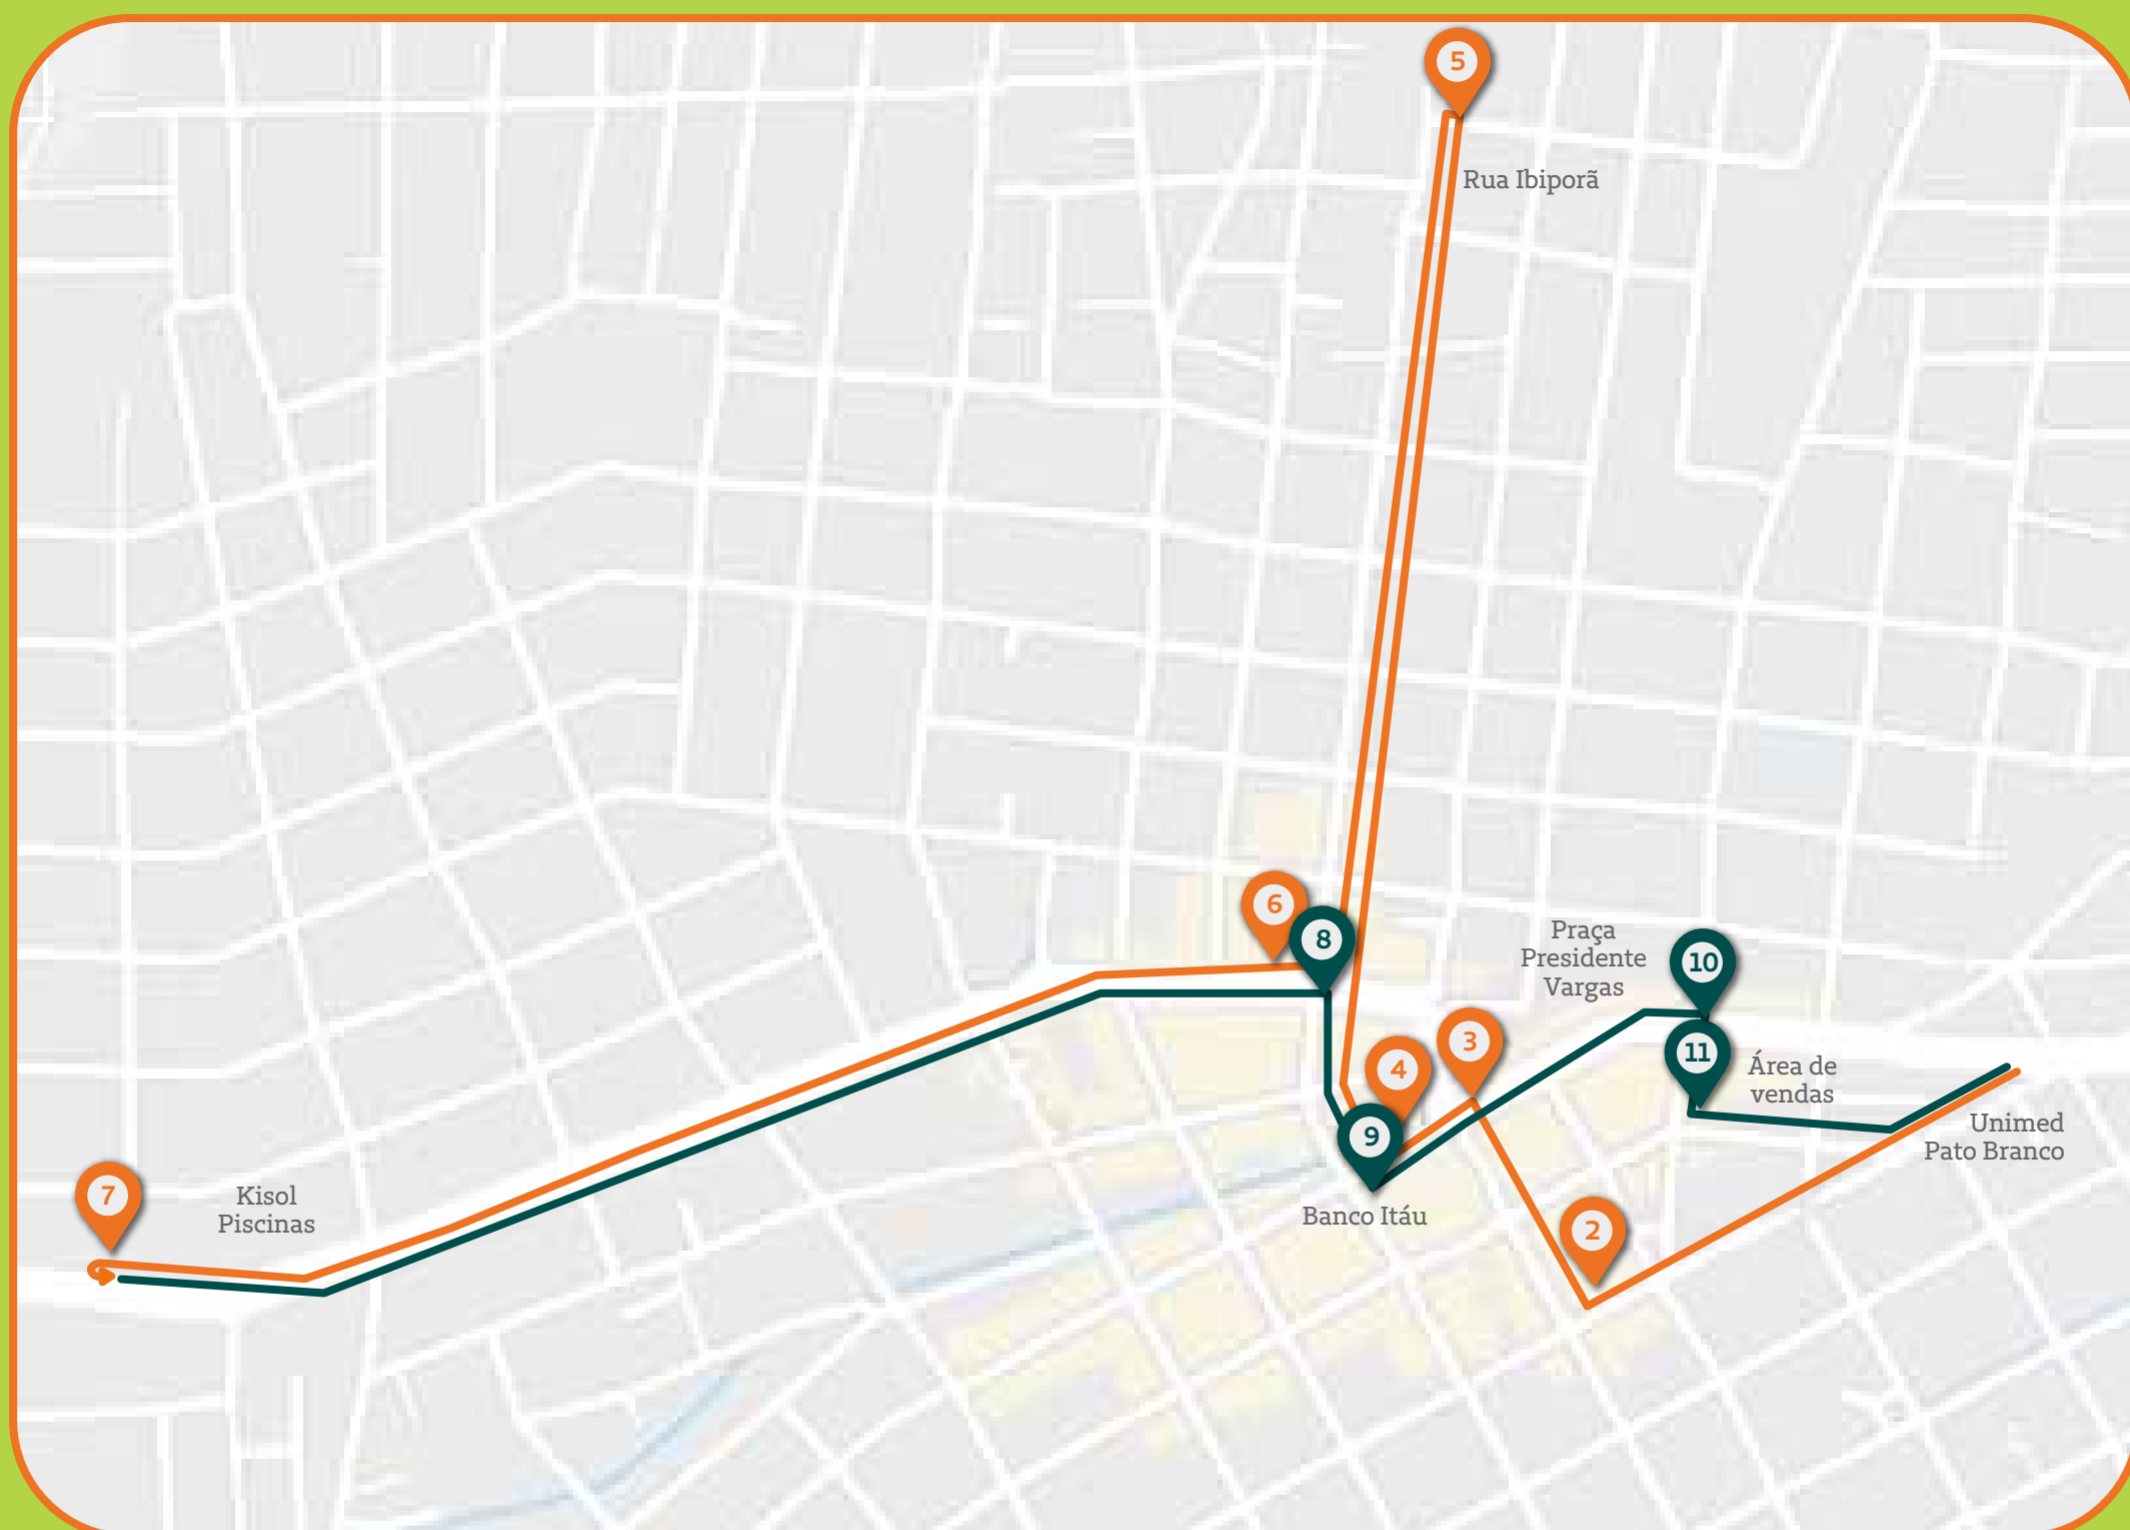 5
Rua Ibiporã
6
8
Praça
Presidente
Vargas
10
3
4
11
Área de
vendas
9
Unimed
Pato Branco
7
Kisol
Piscinas
Banco Itáu
2